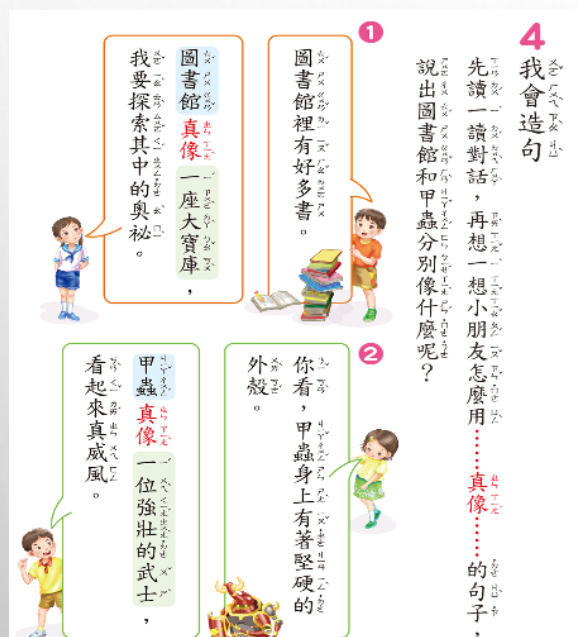 4
我會造句
先讀一讀對話，再想一想小朋友怎麼用……真像……的句子，
說出圖書館和甲蟲分別像什麼呢？
1
圖書館裡有好多書。
圖書館真像一座大寶庫，
我要探索其中的奧祕。
2
你看，甲蟲身上有著堅硬的
外殼。
甲蟲真像一位強壯的武士，
看起來真威風。